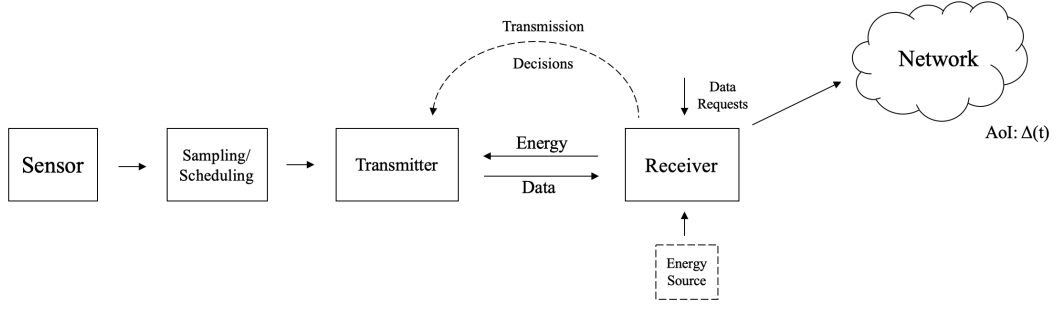 Transmission
Decisions
Network
Data
Requests
AoI: Δ(t)
Sensor
Sampling/
Scheduling
Transmitter
Energy
Data
Receiver
Energy
Source